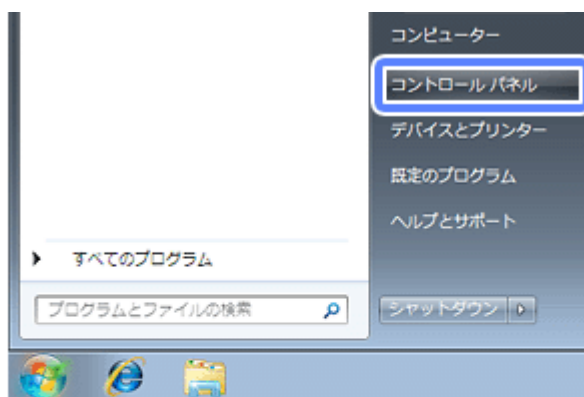 コンピューター
コントロール パネル
デバイスとプリンター
既定のプログラム
ヘルプとサポート
すべてのプログラム
プログラムとファイルの検索
シャットダウン